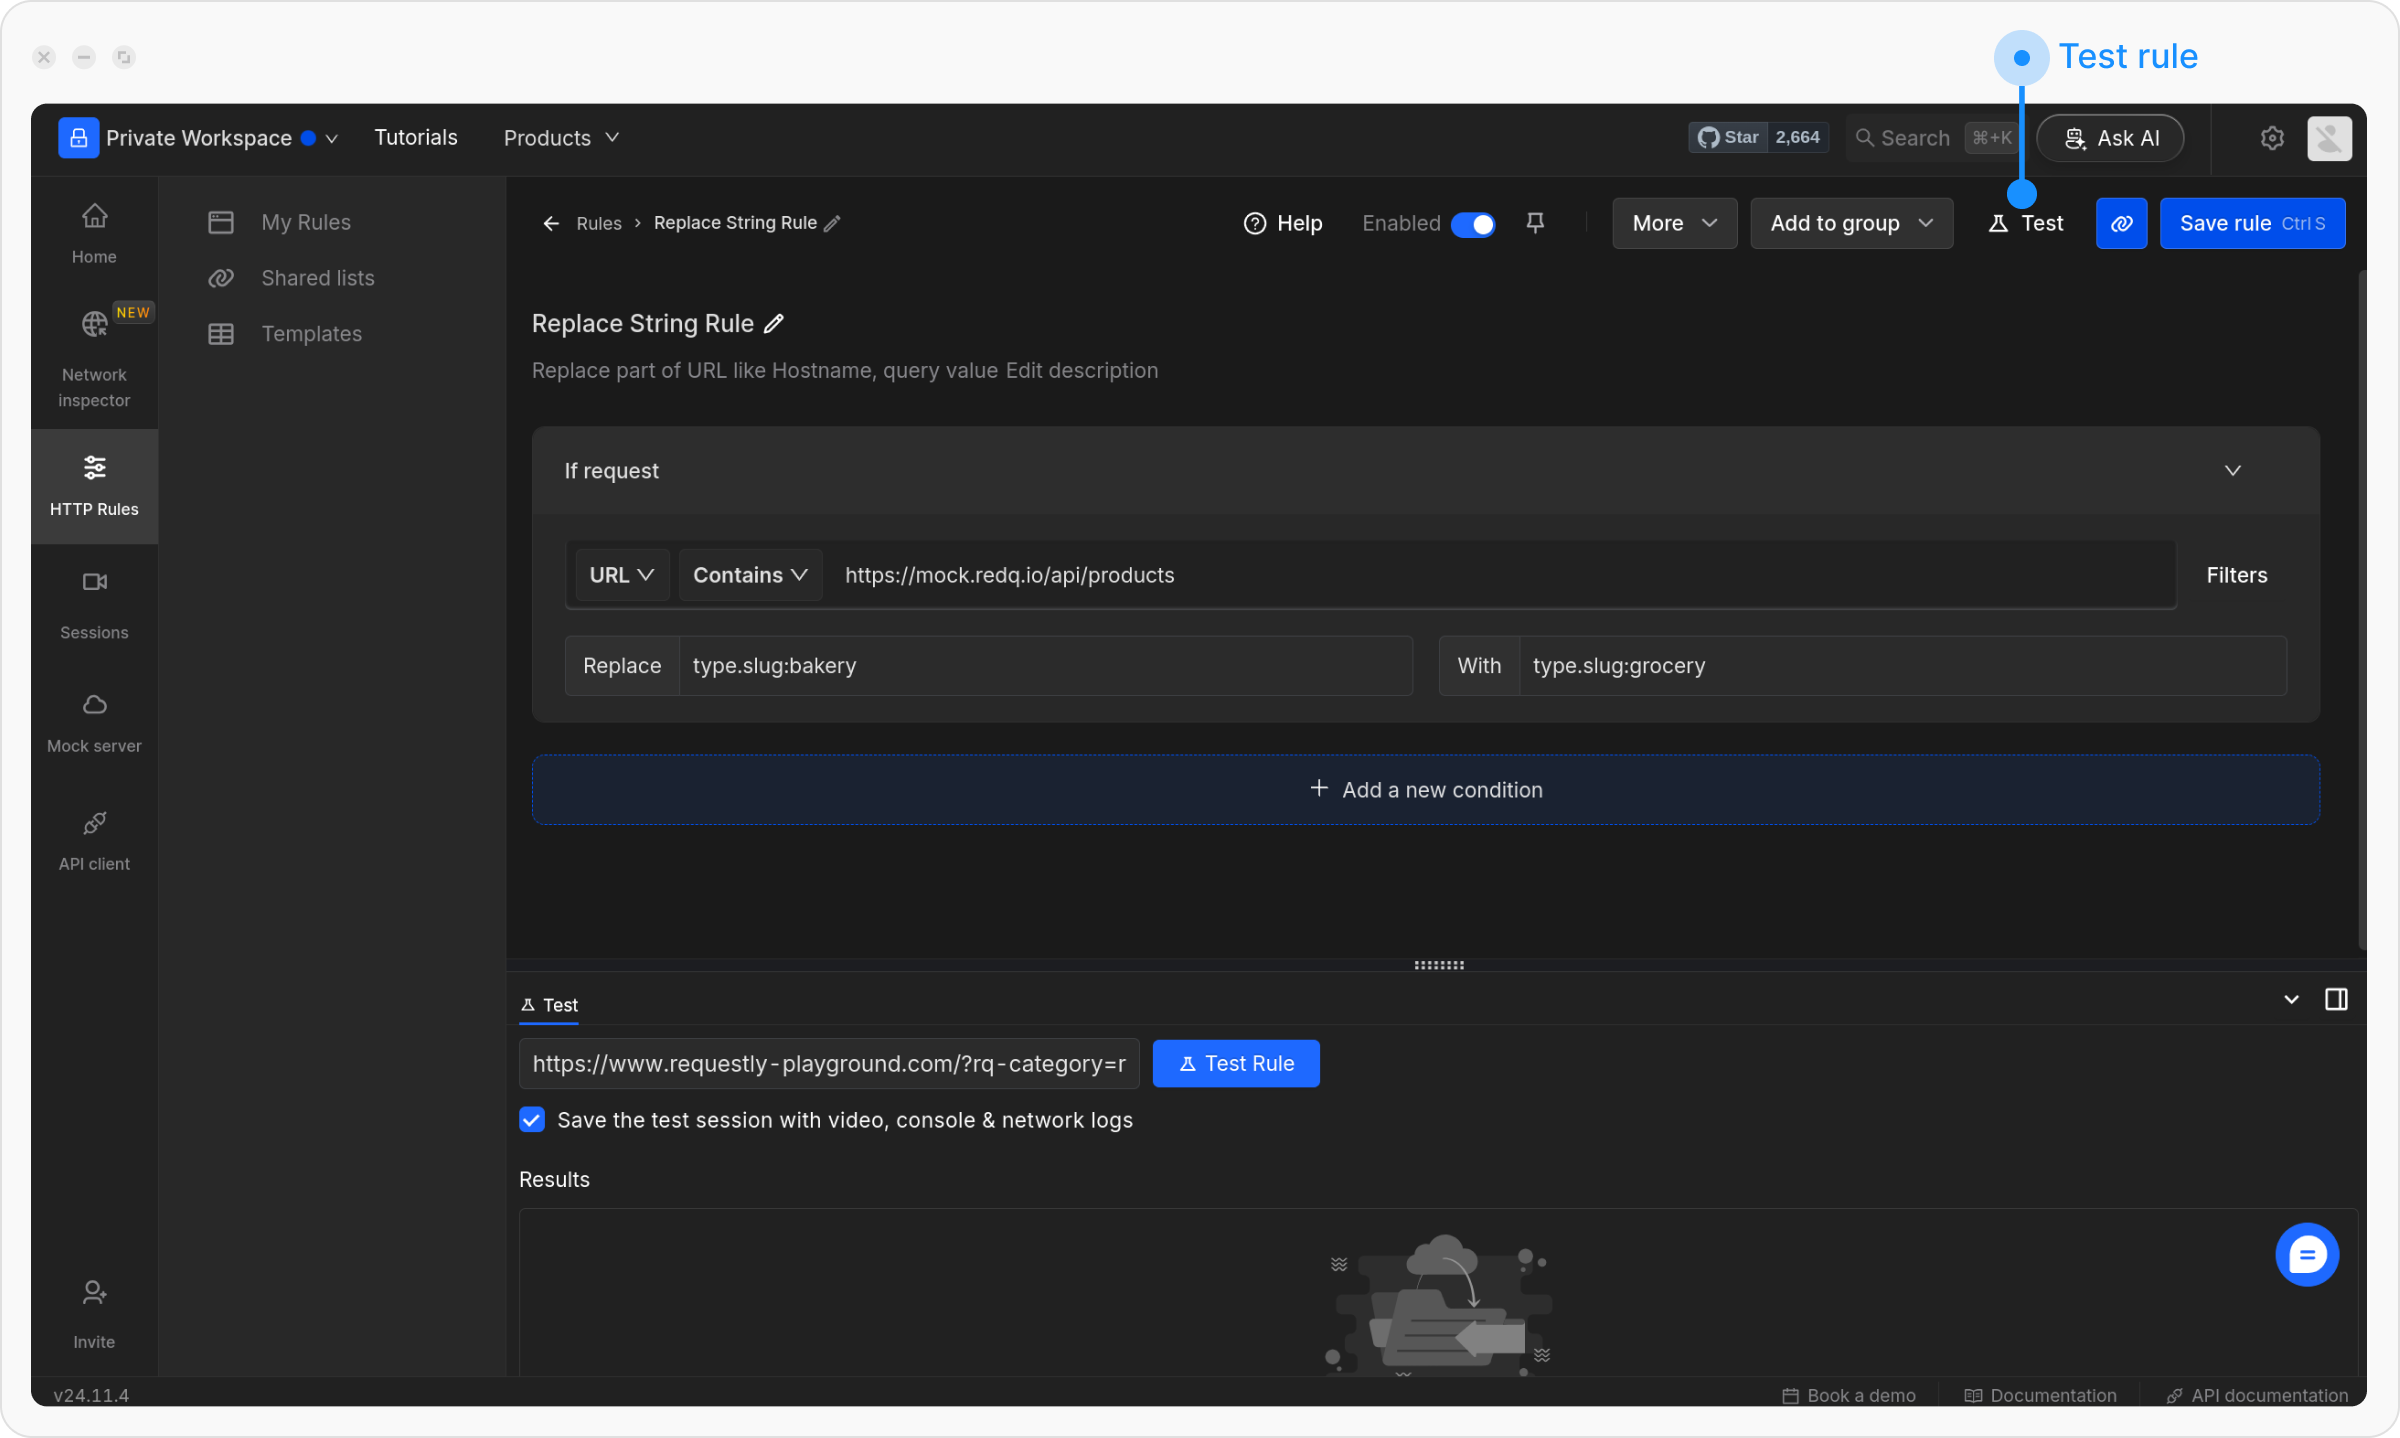 Test rule
Private Workspace
Tutorials
Products
Star 2,664
Search ⌘+K
Ask AI
Home
NEW
Network
inspector
HTTP Rules
Sessions
Mock server
API client
Invite
v24.11.4
My Rules
Shared lists
Templates
Rules > Replace String Rule
Help
Enabled
More
Add to group
Test
Save rule Ctrl S
Replace String Rule
Replace part of URL like Hostname, query value Edit description
If request
URL Contains https://mock.redq.io/api/products Filters
Replace type.slug:bakery With type.slug:grocery
+ Add a new condition
Test
https://www.requestly-playground.com/?rq-category=r Test Rule
Save the test session with video, console & network logs
Results
Book a demo
Documentation
API documentation